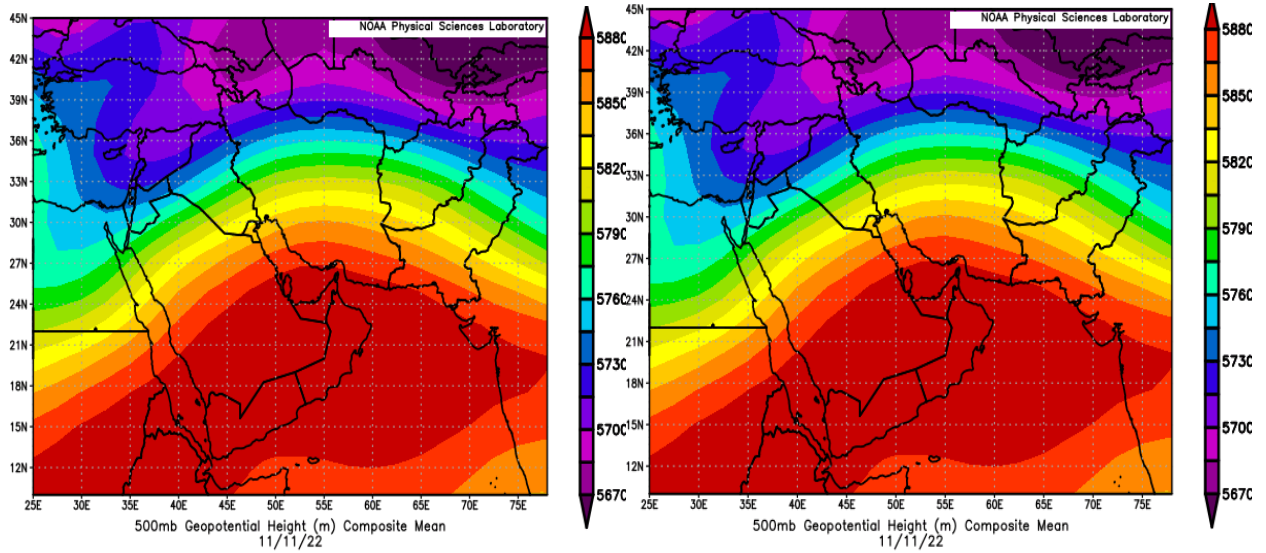 NOAA Physical Sciences Laboratory
45N
42N
39N
36N
33N
30N
27N
24N
21N
18N
15N
12N
25E 30E 35E 40E 45E 50E 55E 60E 65E 70E 75E
500mb Geopotential Height (m) Composite Mean
11/11/22
5880
5850
5820
5790
5760
5730
5700
5670
NOAA Physical Sciences Laboratory
45N
42N
39N
36N
33N
30N
27N
24N
21N
18N
15N
12N
25E 30E 35E 40E 45E 50E 55E 60E 65E 70E 75E
500mb Geopotential Height (m) Composite Mean
11/11/22
5880
5850
5820
5790
5760
5730
5700
5670